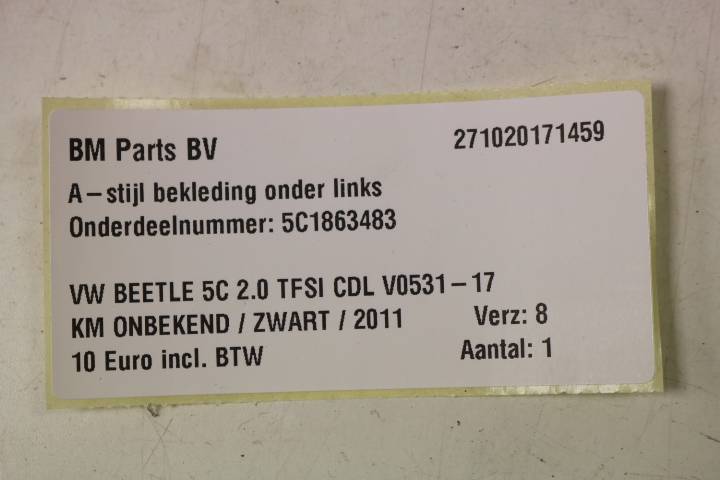 BM Parts BV 271020171459
A-stijl bekleding onder links
Onderdeelnummer: 5C1863483
VW BEETLE 5C 2.0 TFSI CDL V0531-17
KM ONBEKEND / ZWART / 2011 Verz: 8
10 Euro incl. BTW Aantal: 1